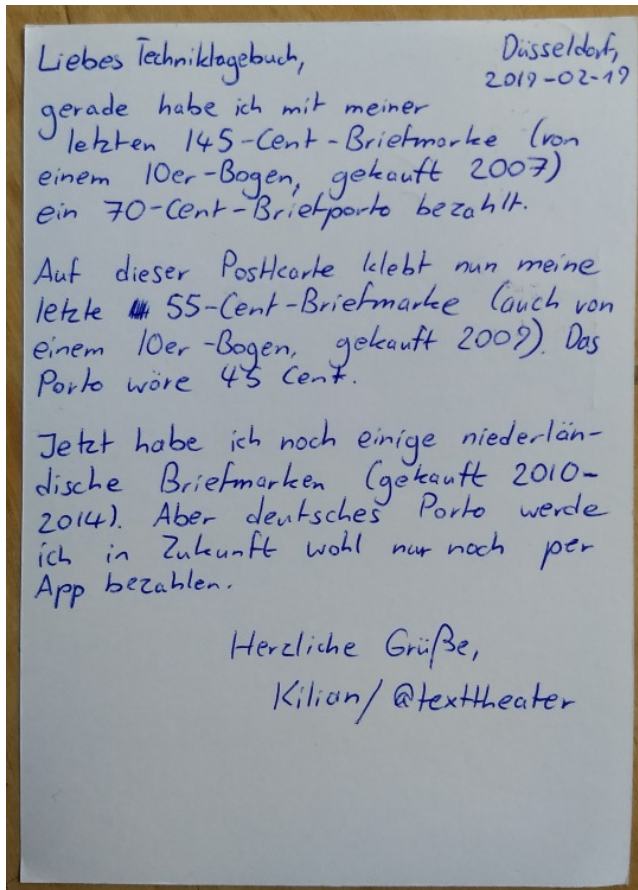 Liebes Techniktagebuch,
Düsseldorf,
2019-02-19
gerade habe ich mit meiner
letzten 145-Cent-Briefmarke (von
einem 10er-Bogen, gekauft 2007)
ein 70-Cent-Briefporto bezahlt.
Auf dieser Postkarte klebt nun meine
letzte 55-Cent-Briefmarke (auch von
einem 10er-Bogen, gekauft 2009). Das
Porto wäre 45 Cent.
Jetzt habe ich noch einige niederlän-
dische Briefmarken (gekauft 2010-
2014). Aber deutsches Porto werde
ich in Zukunft wohl nur noch per
App bezahlen.
Herzliche Grüße,
Kilian/@texttheater